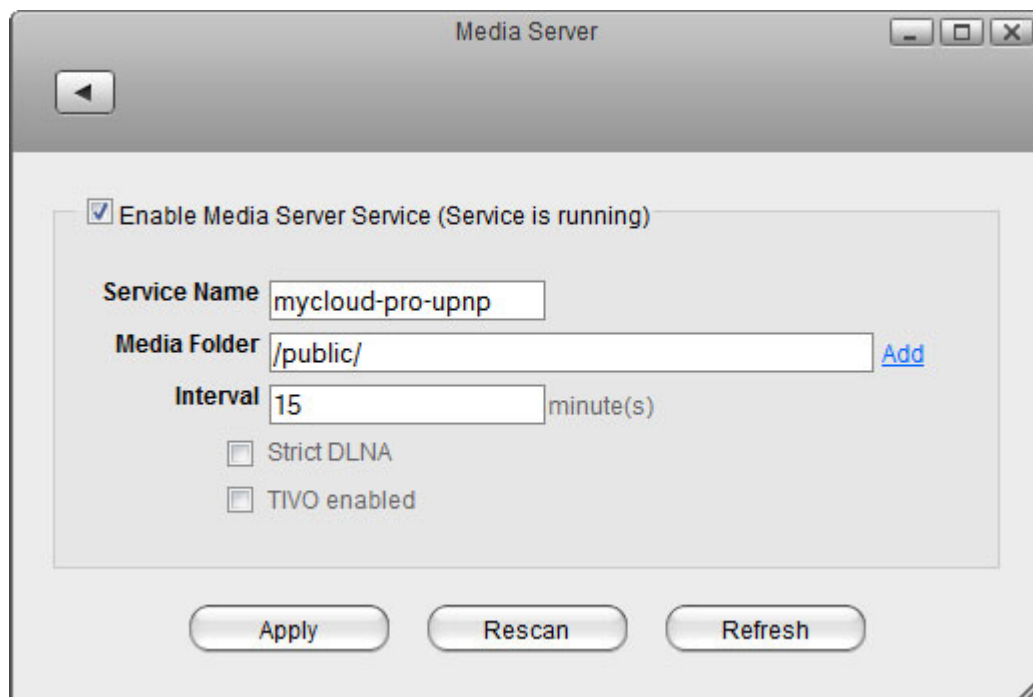 Media Server
Enable Media Server Service (Service is running)
Service Name mycloud-pro-upnp
Media Folder /public/ Add
Interval 15 minute(s)
Strict DLNA
TIVO enabled
Apply Rescan Refresh